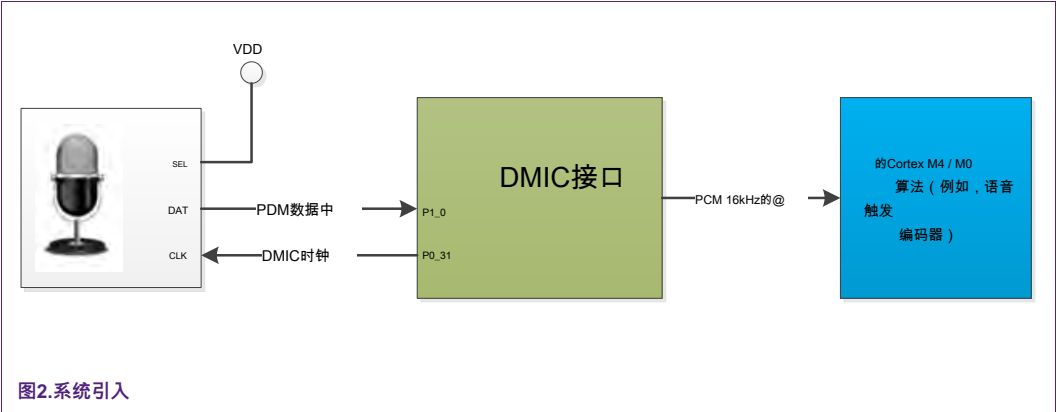 VDD
SEL
DAT
CLK
PDM数据中
DMIC时钟
DMIC接口
P1_0
P0_31
PCM 16kHz的@
的Cortex M4 / M0
算法（例如，语音
触发
编码器）
图2.系统引入